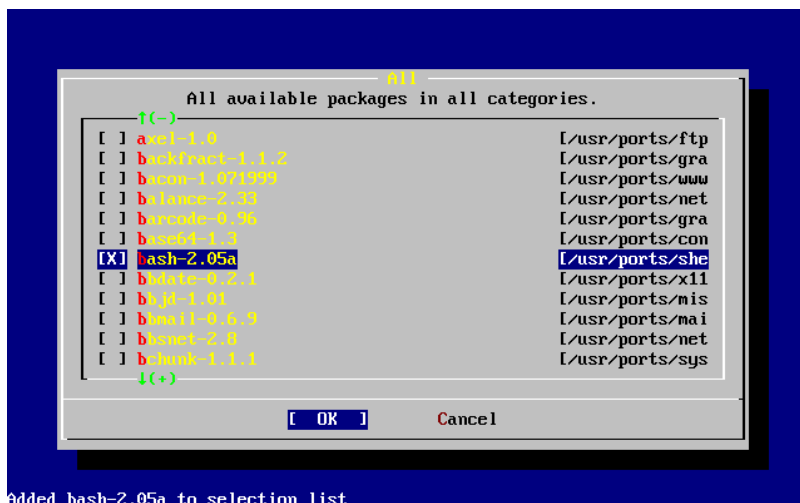 All
All available packages in all categories.
↑(-)
[ ] axel-1.0 [/usr/ports/ftp
[ ] backfract-1.1.2 [/usr/ports/gra
[ ] bacon-1.071999 [/usr/ports/www
[ ] balance-2.33 [/usr/ports/net
[ ] barcode-0.96 [/usr/ports/gra
[ ] base64-1.3 [/usr/ports/con
[X] bash-2.05a [/usr/ports/she
[ ] bbdate-0.2.1 [/usr/ports/x11
[ ] bbjd-1.01 [/usr/ports/mis
[ ] bbmail-0.6.9 [/usr/ports/mai
[ ] bbsnet-2.8 [/usr/ports/net
[ ] bchunk-1.1.1 [/usr/ports/sys
↓(+)
[ OK ] Cancel
Added bash-2.05a to selection list